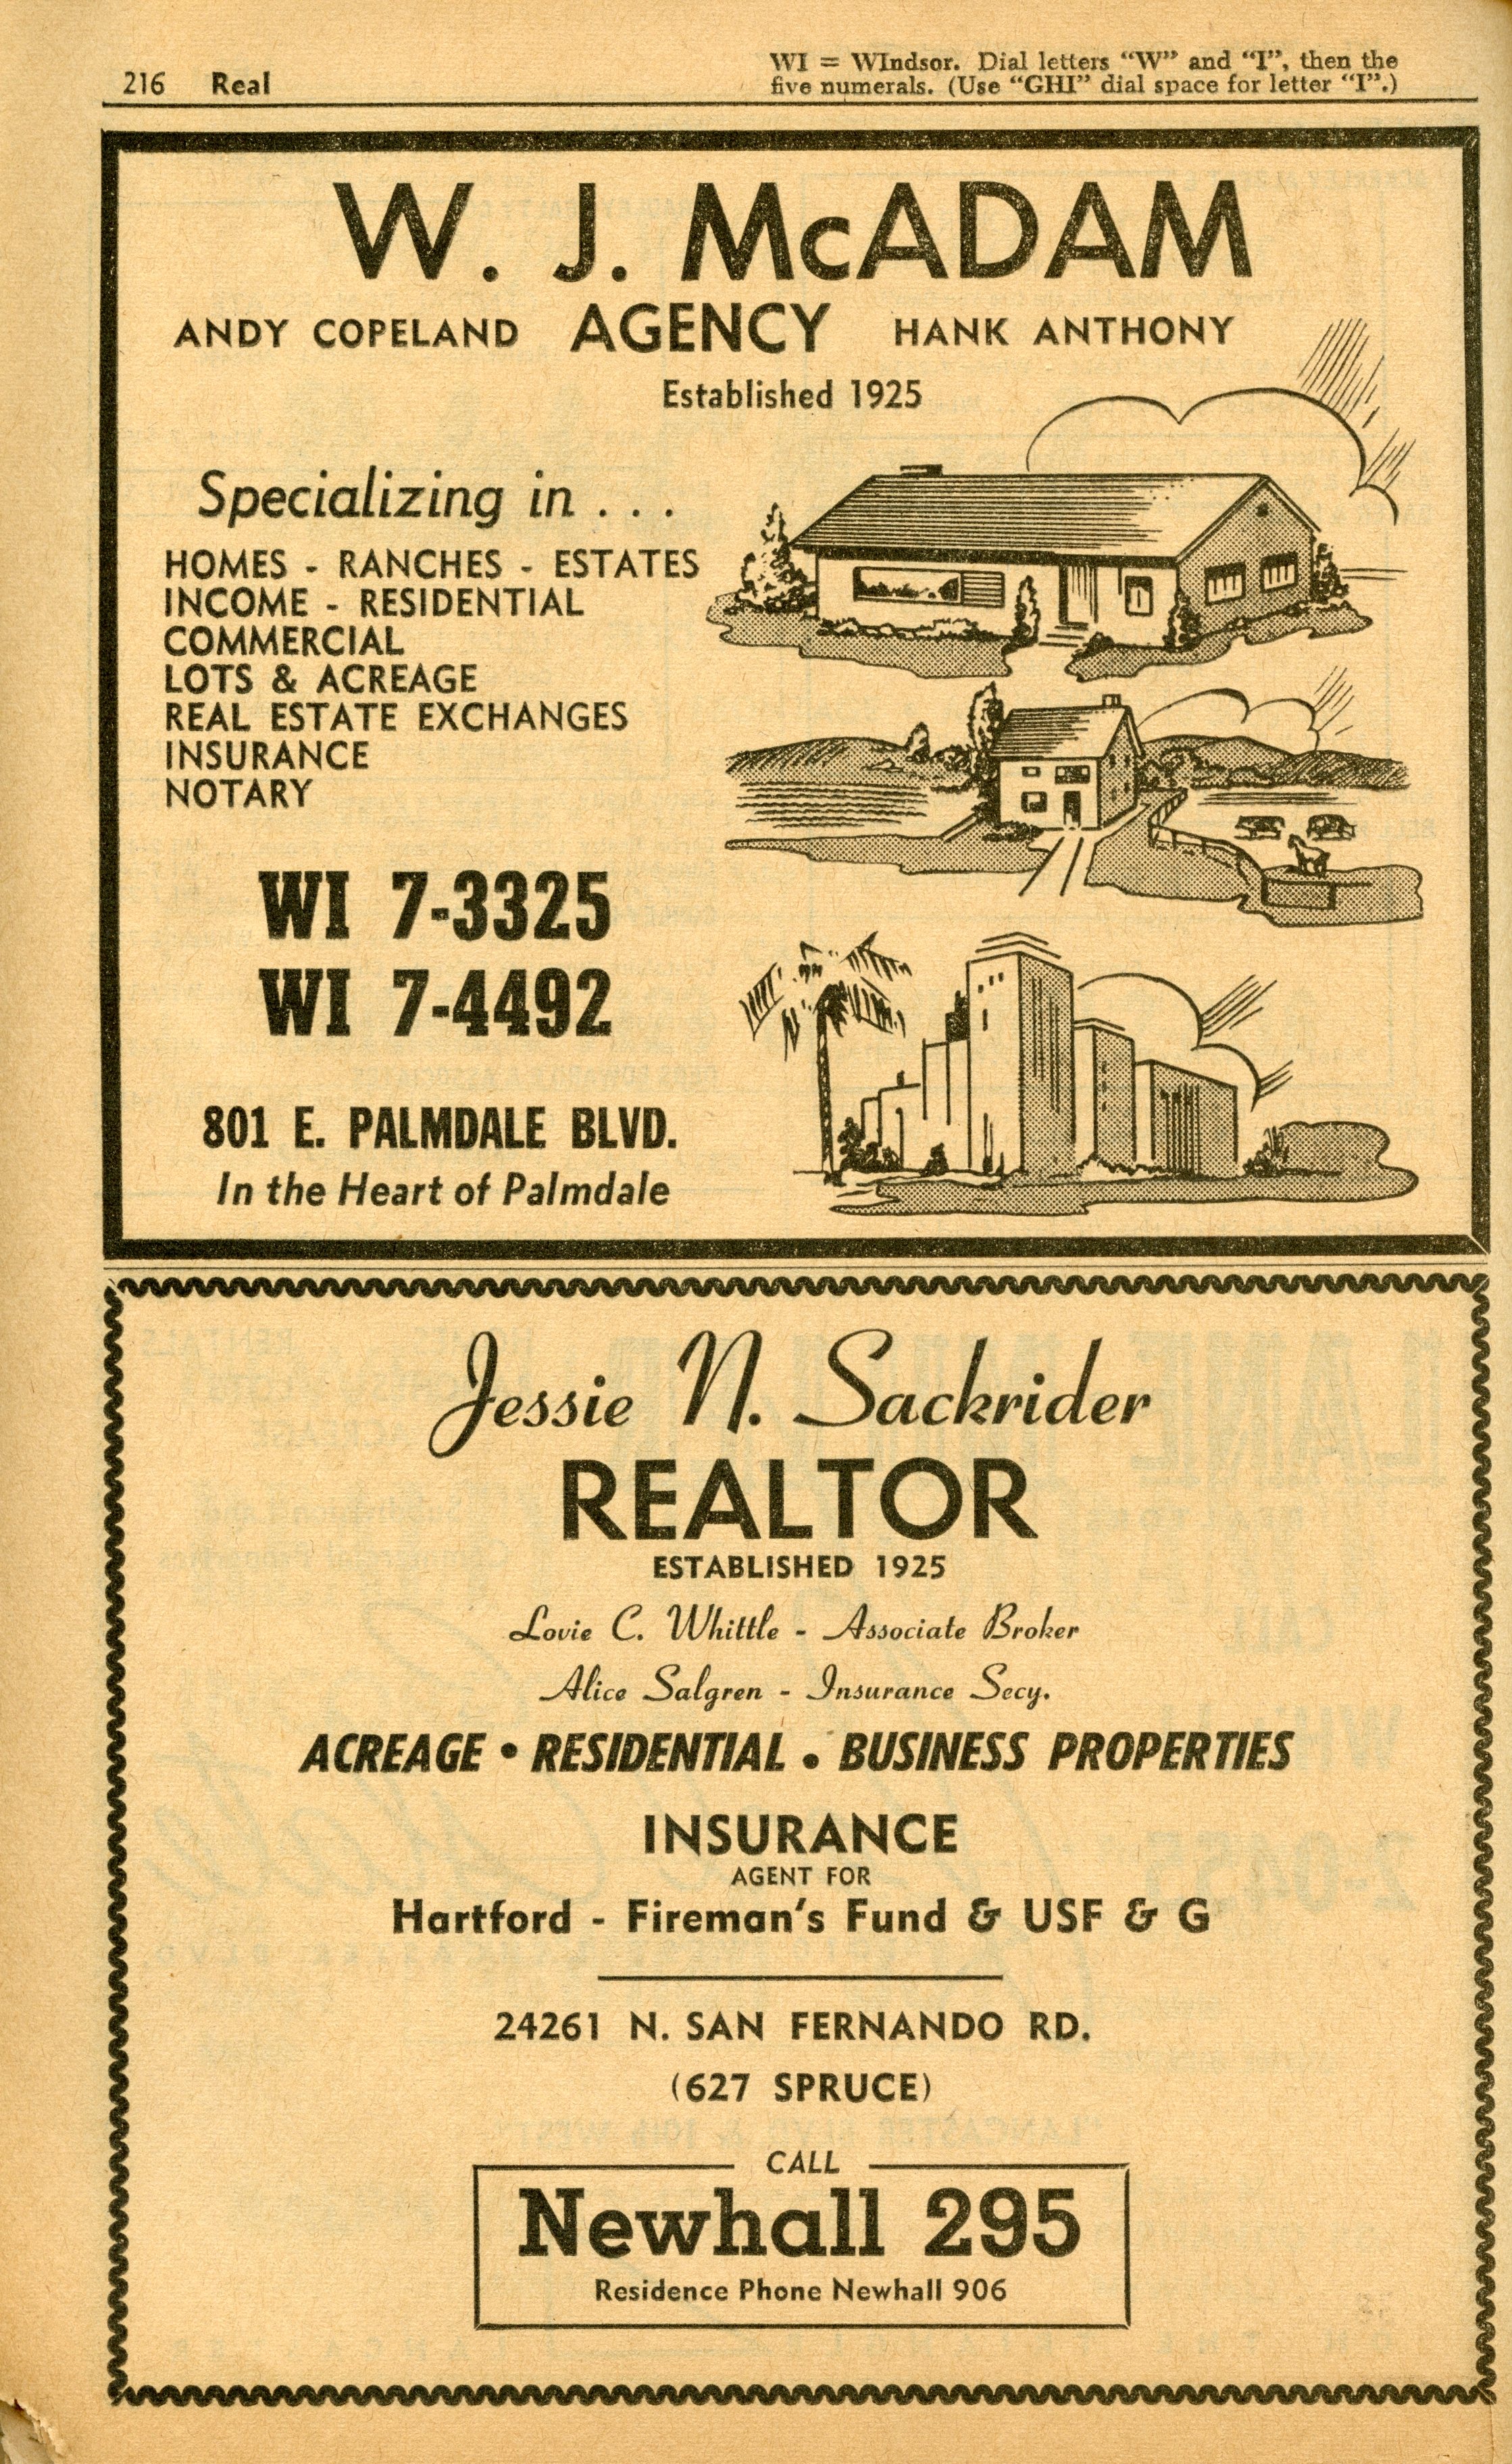 216 Real
WI = WIndsor. Dial letters "W" and "I", then the
five numerals. (Use "GHI" dial space for letter "I".)
W. J. McADAM
ANDY COPELAND AGENCY HANK ANTHONY
Established 1925
Specializing in . . .
HOMES - RANCHES - ESTATES
INCOME - RESIDENTIAL
COMMERCIAL
LOTS & ACREAGE
REAL ESTATE EXCHANGES
INSURANCE
NOTARY
WI 7-3325
WI 7-4492
801 E. PALMDALE BLVD.
In the Heart of Palmdale
Jessie N. Sackrider
REALTOR
ESTABLISHED 1925
Lovie C. Whittle - Associate Broker
Alice Salgren - Insurance Secy.
ACREAGE • RESIDENTIAL • BUSINESS PROPERTIES
INSURANCE
AGENT FOR
Hartford - Fireman's Fund & USF & G
24261 N. SAN FERNANDO RD.
(627 SPRUCE)
CALL
Newhall 295
Residence Phone Newhall 906